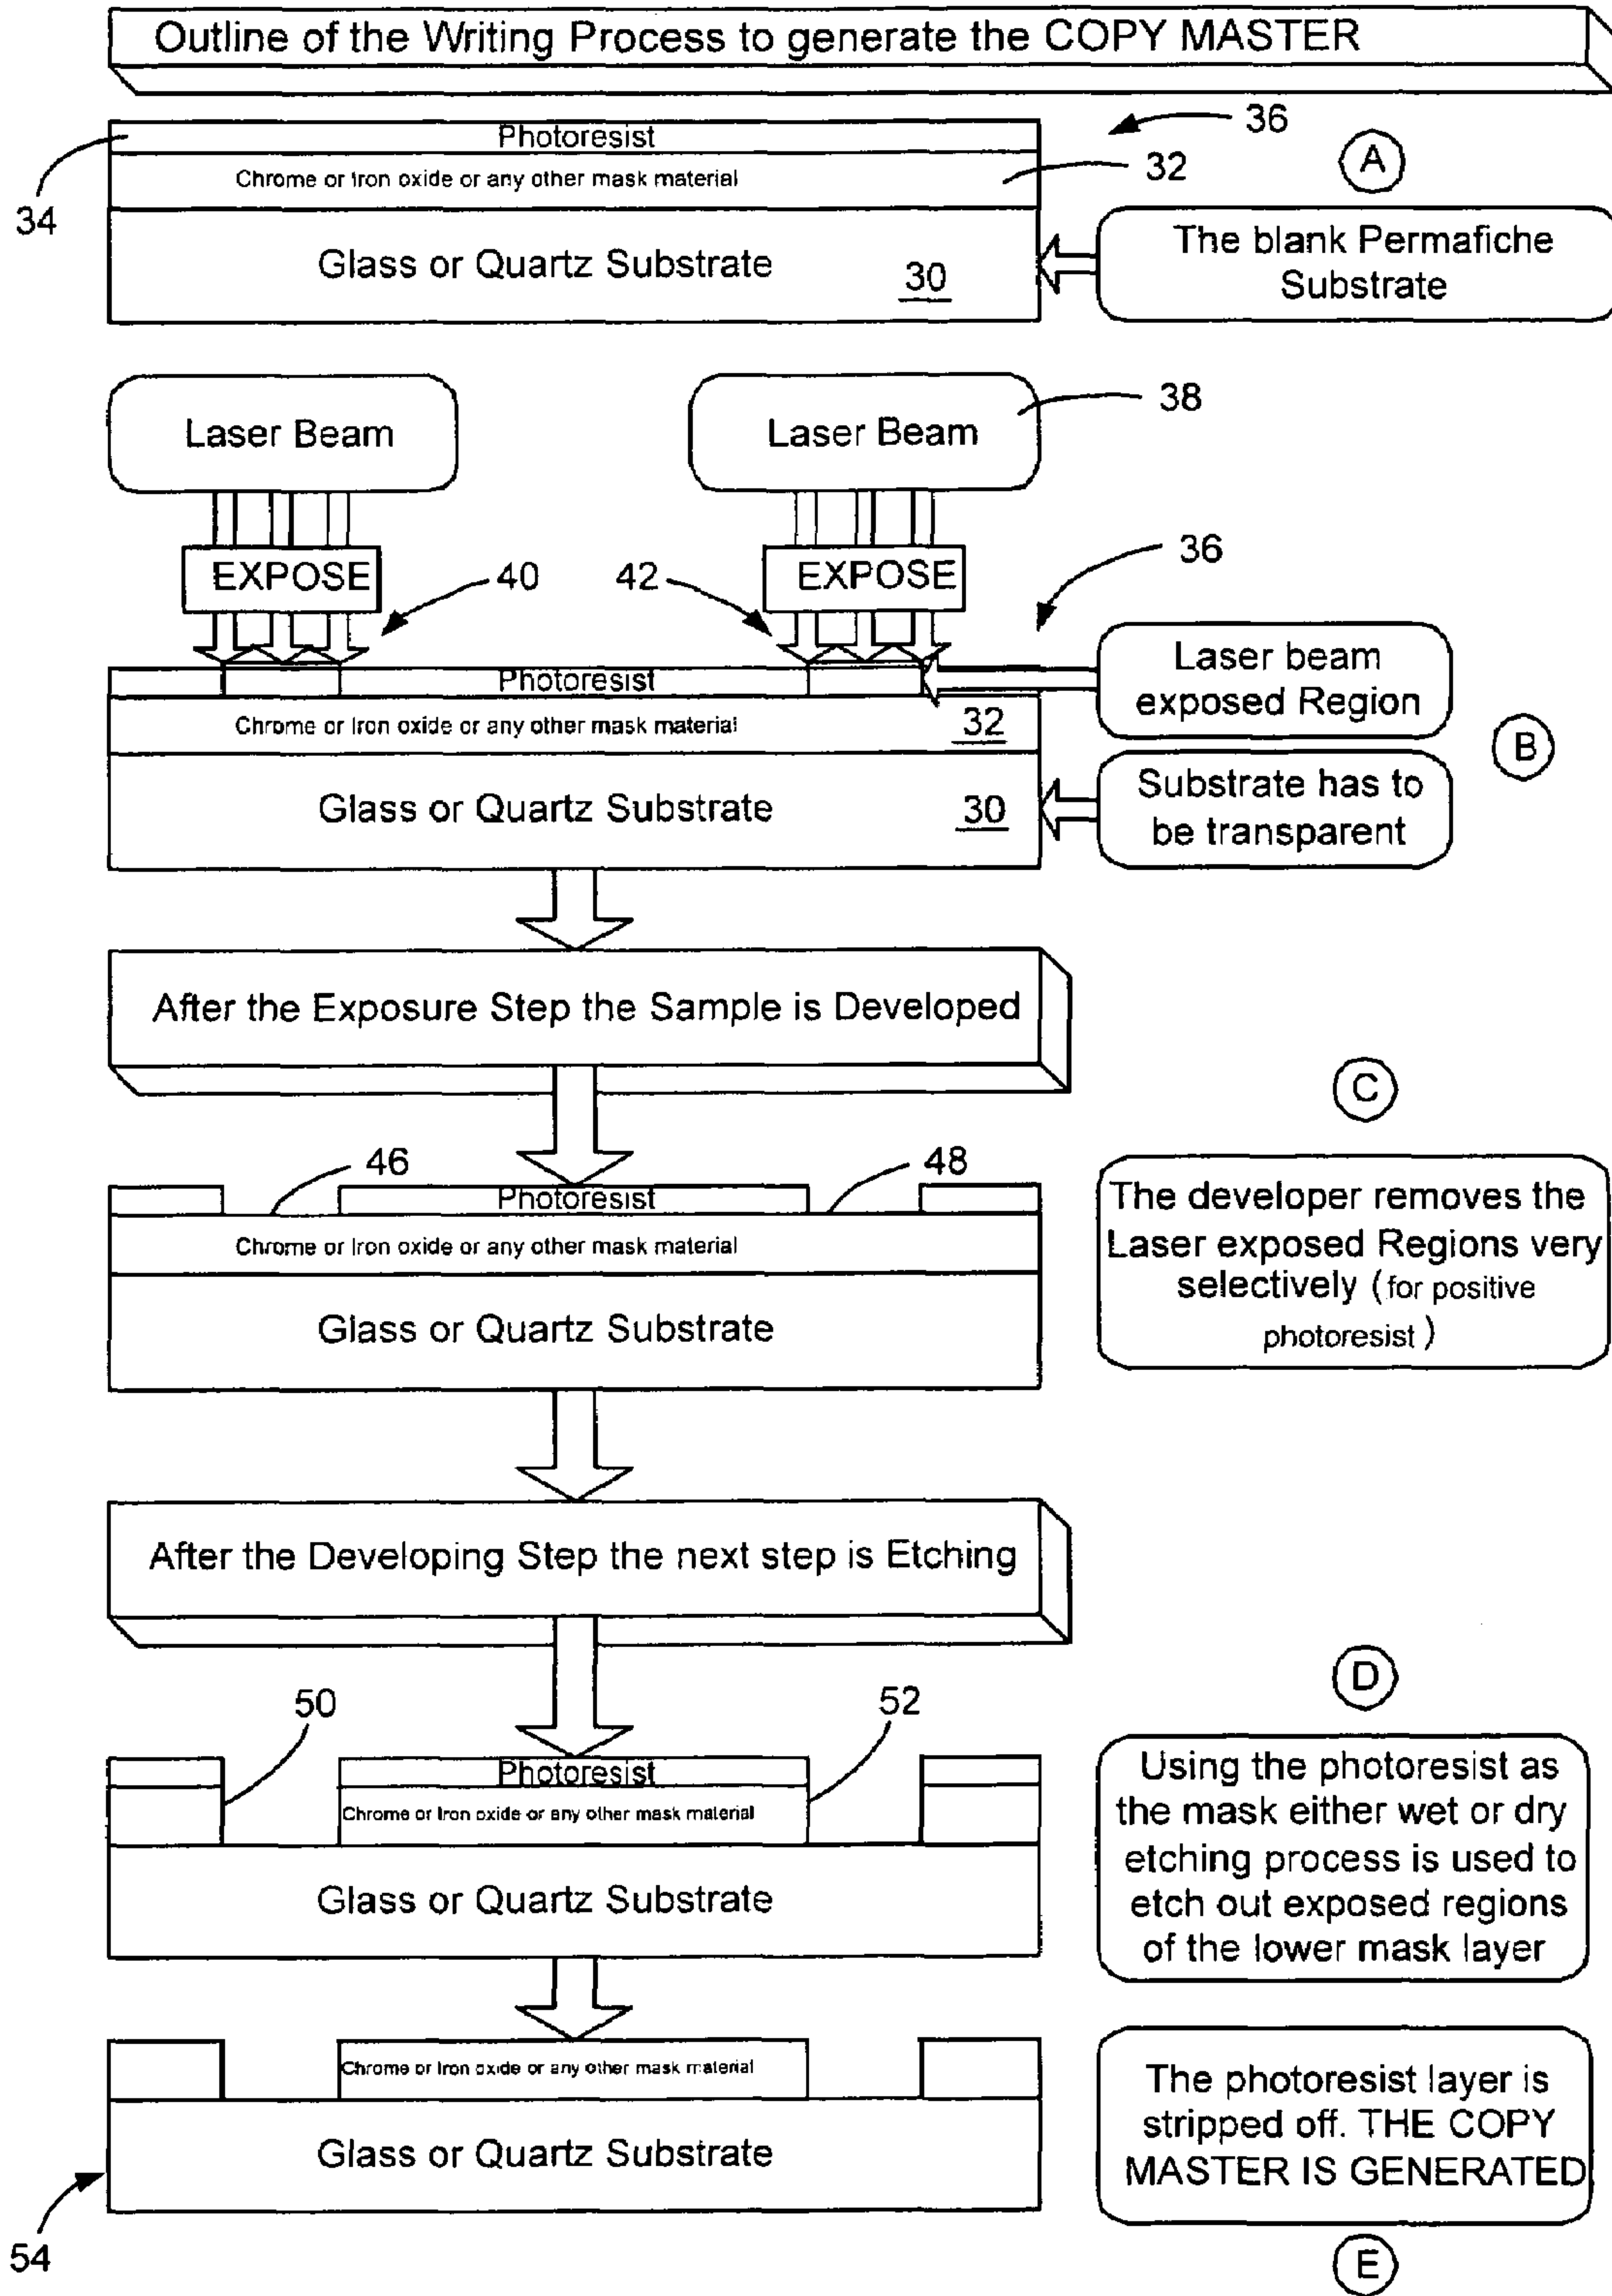 Outline of the Writing Process to generate the COPY MASTER
36
Photoresist
A
32
Chrome or Iron oxide or any other mask material
34
The blank Permafiche
Substrate
Glass or Quartz Substrate
30
38
Laser Beam
Laser Beam
36
EXPOSE
40
42
EXPOSE
Laser beam
exposed Region
Photoresist
Chrome or Iron oxide or any other mask material
32
B
Substrate has to
be transparent
Glass or Quartz Substrate
30
After the Exposure Step the Sample is Developed
C
46
48
Photoresist
The developer removes the
Laser exposed Regions very
selectively (for positive
photoresist)
Chrome or Iron oxide or any other mask material
Glass or Quartz Substrate
After the Developing Step the next step is Etching
D
50
52
Photoresist
Chrome or Iron oxide or any other mask material
Using the photoresist as
the mask either wet or dry
etching process is used to
etch out exposed regions
of the lower mask layer
Glass or Quartz Substrate
Chrome or Iron oxide or any other mask material
The photoresist layer is
stripped off. THE COPY
MASTER IS GENERATED
Glass or Quartz Substrate
54
E